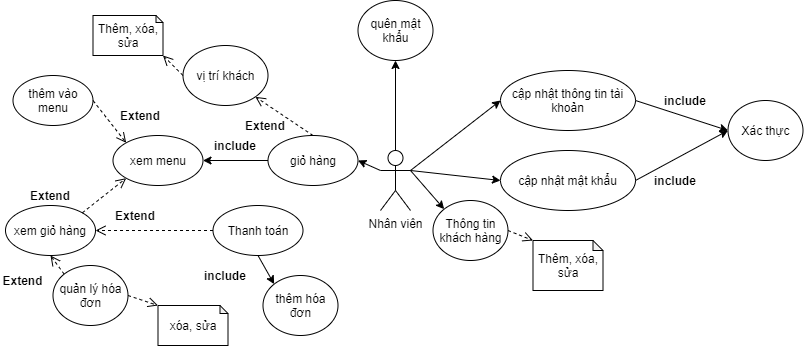 Thêm, xóa,
sửa
quên mật
khẩu
vị trí khách
thêm vào
menu
Extend
Extend
cập nhật thông tin tài
khoản
include
Xác thực
xem menu
include
giỏ hàng
cập nhật mật khẩu
include
Nhân viên
Extend
Extend
xem giỏ hàng
Thanh toán
Thông tin
khách hàng
Thêm, xóa,
sửa
Extend
include
quản lý hóa
đơn
thêm hóa
đơn
xóa, sửa